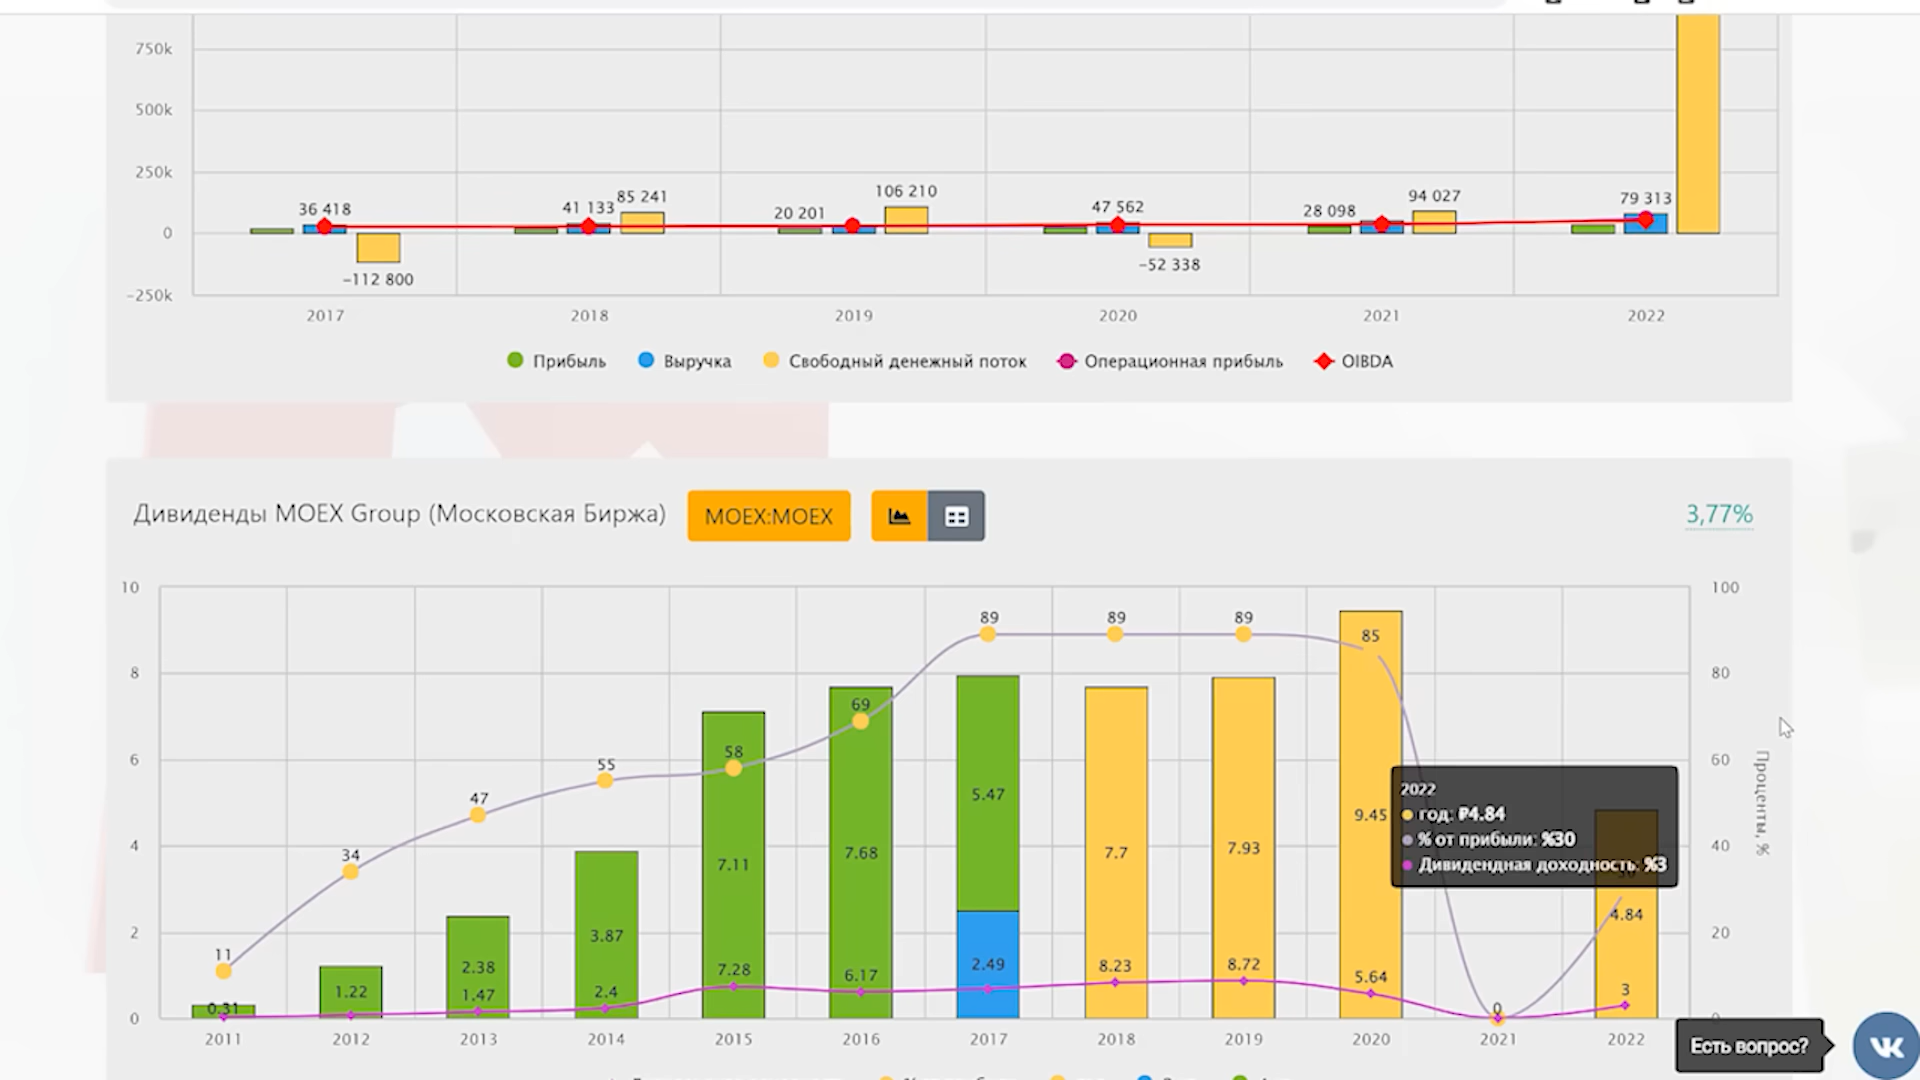 750k
500k
250k
0
-250k
36 418
-112 800
41 133
85 241
20 201
106 210
47 562
-52 338
28 098
94 027
79 313
2017 2018 2019 2020 2021 2022
Прибыль Выручка Свободный денежный поток Операционная прибыль OIBDA
Дивиденды MOEX Group (Московская Биржа) MOEX:MOEX 3,77%
10 100
8 80
6 60
4 40
2 20
0
Проценты, %
11 34 47 55 58 69 89 89 89 85 0
0.31 1.22 2.38 3.87 7.11 7.68 5.47 2.49 7.7 7.93 9.45 4.84
1.47 2.4 7.28 6.17 8.23 8.72 5.64 3
2022
год: ₽4.84
% от прибыли: %30
Дивидендная доходность: %3
2011 2012 2013 2014 2015 2016 2017 2018 2019 2020 2021 2022
Есть вопрос?